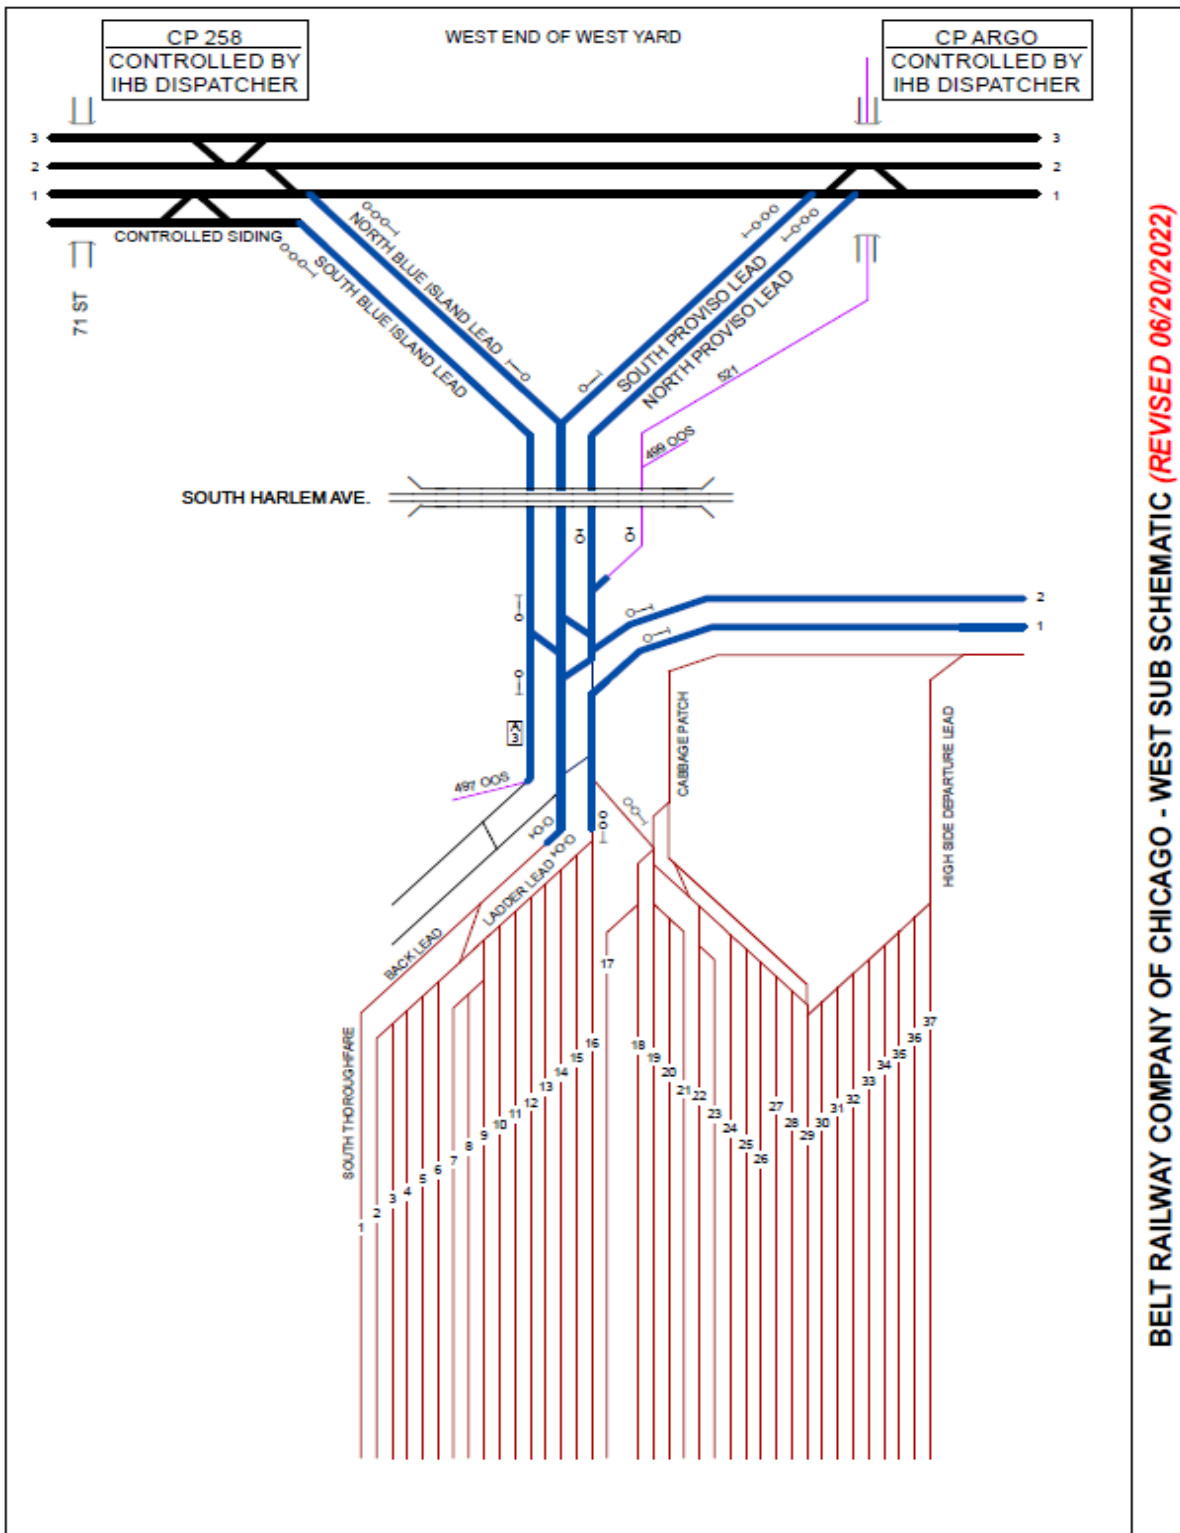 CP 258
CONTROLLED BY
IHB DISPATCHER
WEST END OF WEST YARD
CP ARGO
CONTROLLED BY
IHB DISPATCHER
3
3
2
2
1
1
CONTROLLED SIDING
71 ST
NORTH BLUE ISLAND LEAD
SOUTH BLUE ISLAND LEAD
SOUTH PROVISO LEAD
NORTH PROVISO LEAD
521
499 OOS
SOUTH HARLEM AVE.
2
1
3
497 OOS
CABBAGE PATCH
HIGH SIDE DEPARTURE LEAD
LADDER LEAD
BACK LEAD
SOUTH THOROUGHFARE
1
2
3
4
5
6
7
8
9
10
11
12
13
14
15
16
17
18
19
20
21
22
23
24
25
26
27
28
29
30
31
32
33
34
35
36
37
BELT RAILWAY COMPANY OF CHICAGO - WEST SUB SCHEMATIC (REVISED 06/20/2022)